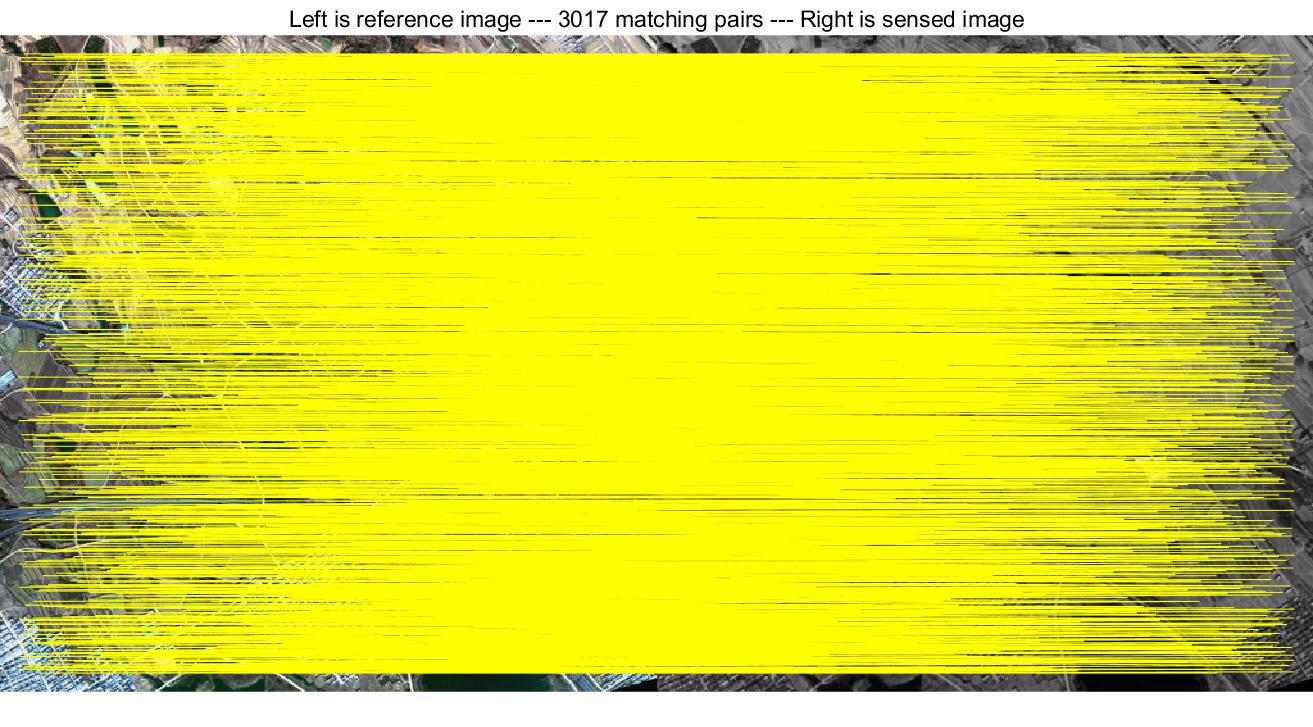 Left is reference image --- 3017 matching pairs --- Right is sensed image